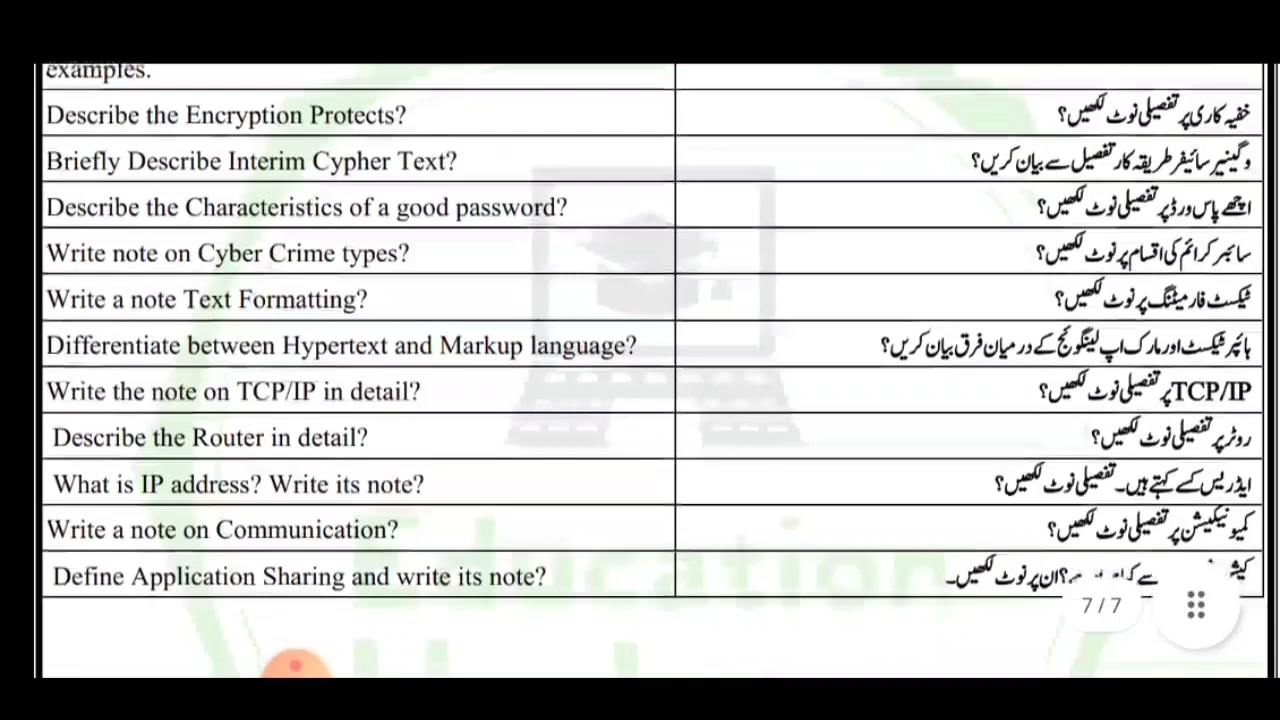 examples.
Describe the Encryption Protects? خفیہ کاری پر تفصیلی نوٹ لکھیں؟
Briefly Describe Interim Cypher Text? وگینیر سائیفر طریقہ کار تفصیل سے بیان کریں؟
Describe the Characteristics of a good password? اچھے پاس ورڈ پر تفصیلی نوٹ لکھیں؟
Write note on Cyber Crime types? سائبر کرائم کی اقسام پر نوٹ لکھیں؟
Write a note Text Formatting? ٹیکسٹ فارمیٹنگ پر نوٹ لکھیں؟
Differentiate between Hypertext and Markup language? ہائپر ٹیکسٹ اور مارک اپ لینگوئج کے درمیان فرق بیان کریں؟
Write the note on TCP/IP in detail? TCP/IP پر تفصیلی نوٹ لکھیں؟
Describe the Router in detail? روٹر پر تفصیلی نوٹ لکھیں؟
What is IP address? Write its note? ایڈریس کسے کہتے ہیں۔ تفصیلی نوٹ لکھیں؟
Write a note on Communication? کمیونیکیشن پر تفصیلی نوٹ لکھیں؟
Define Application Sharing and write its note? سے کیا ؟ ان پر نوٹ لکھیں۔
7 / 7
Education